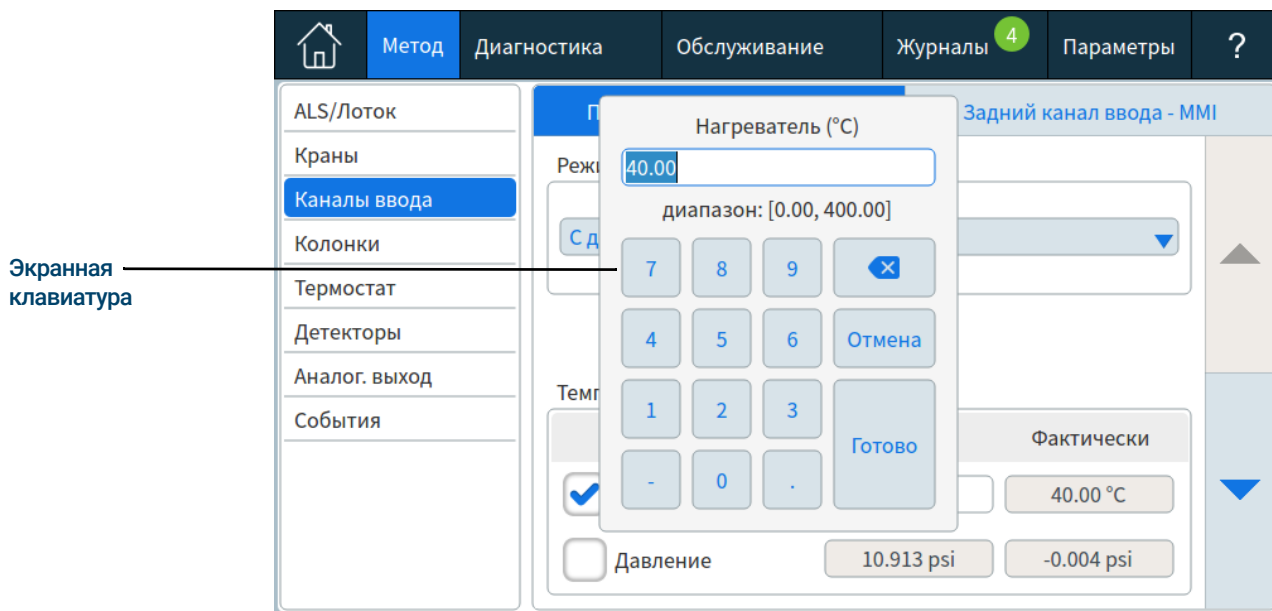 Метод
Диагностика
Обслуживание
Журналы 4
Параметры
?
ALS/Лоток
Краны
Каналы ввода
Колонки
Термостат
Детекторы
Аналог. выход
События
Экранная
клавиатура
Задний канал ввода - MMI
Нагреватель (°C)
40.00
диапазон: [0.00, 400.00]
7 8 9
4 5 6 Отмена
1 2 3
Готово
- 0 .
Фактически
40.00 °C
Давление 10.913 psi -0.004 psi